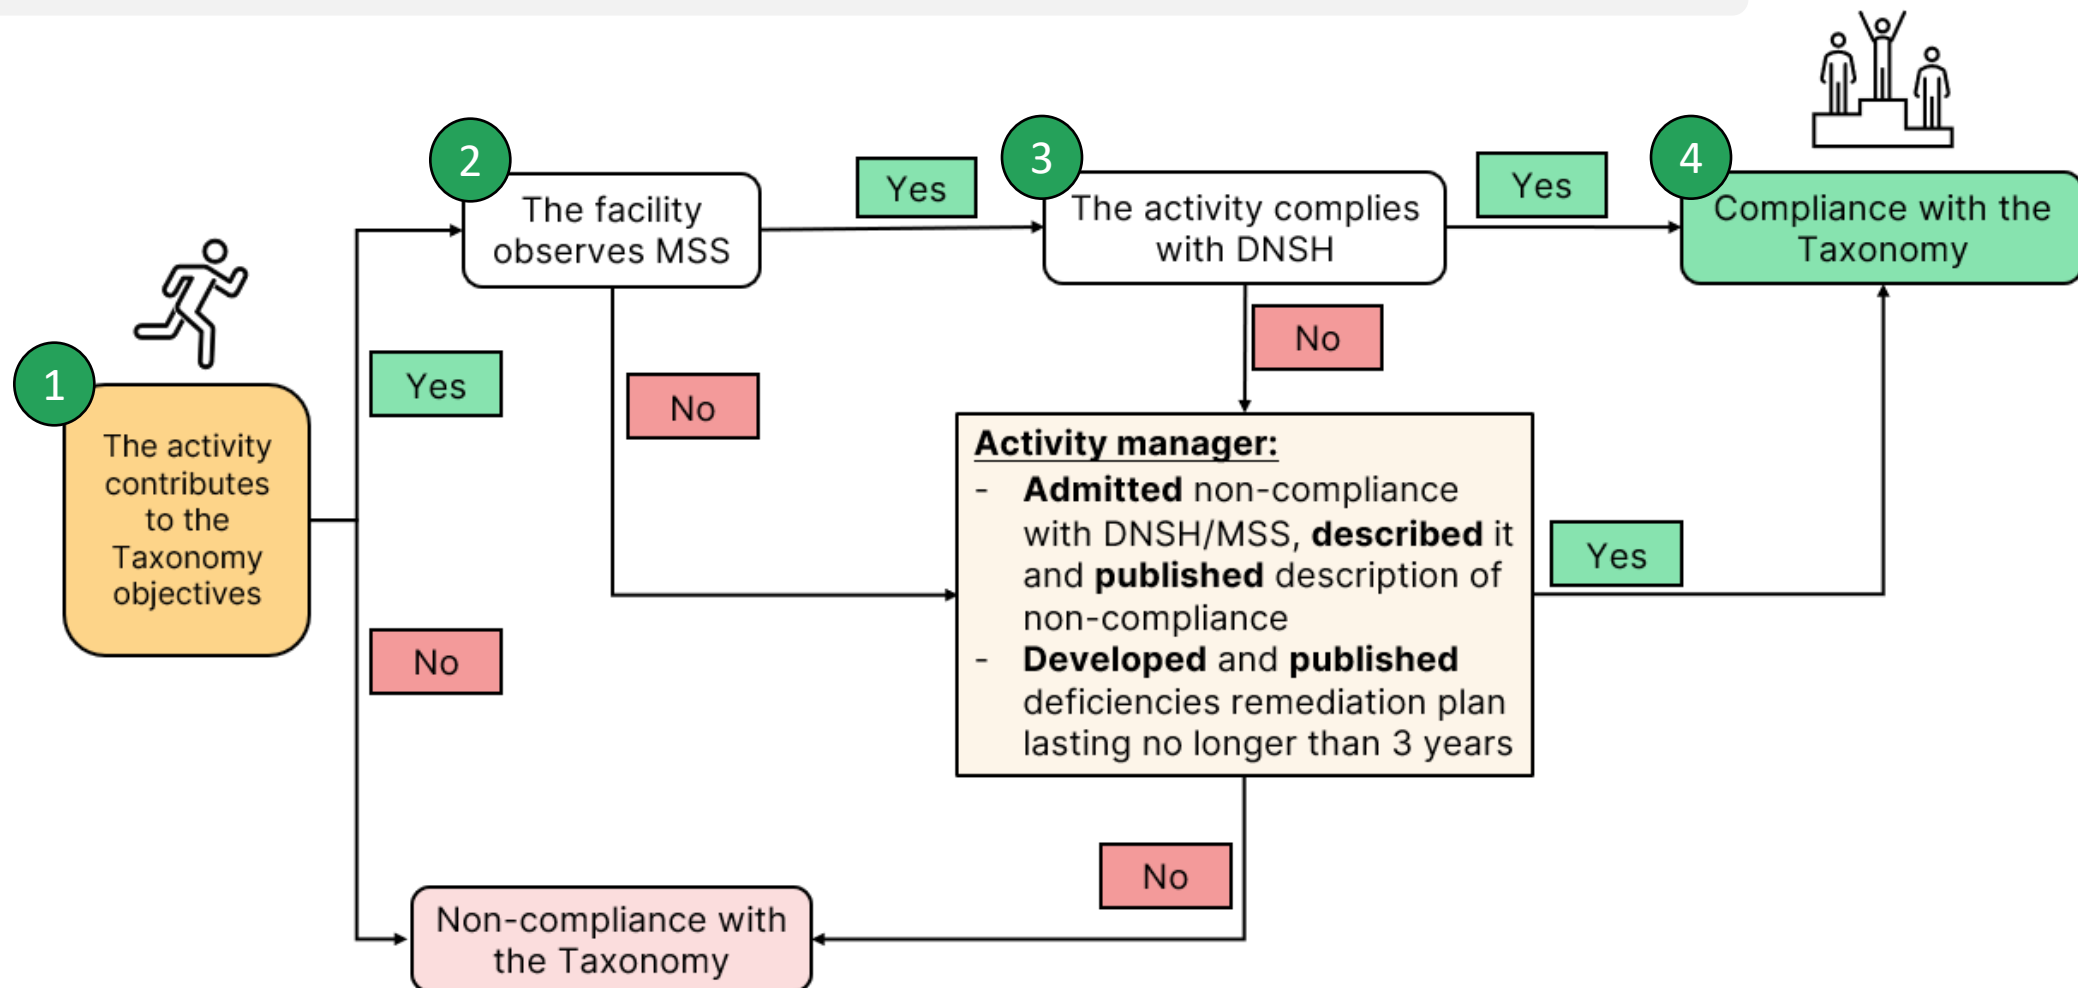 1
The activity
contributes
to the
Taxonomy
objectives
Yes
No
2
The facility
observes MSS
Yes
No
3
The activity complies
with DNSH
Yes
No
4
Compliance with the
Taxonomy
Activity manager:
- Admitted non-compliance
with DNSH/MSS, described it
and published description of
non-compliance
- Developed and published
deficiencies remediation plan
lasting no longer than 3 years
Yes
No
Non-compliance with
the Taxonomy